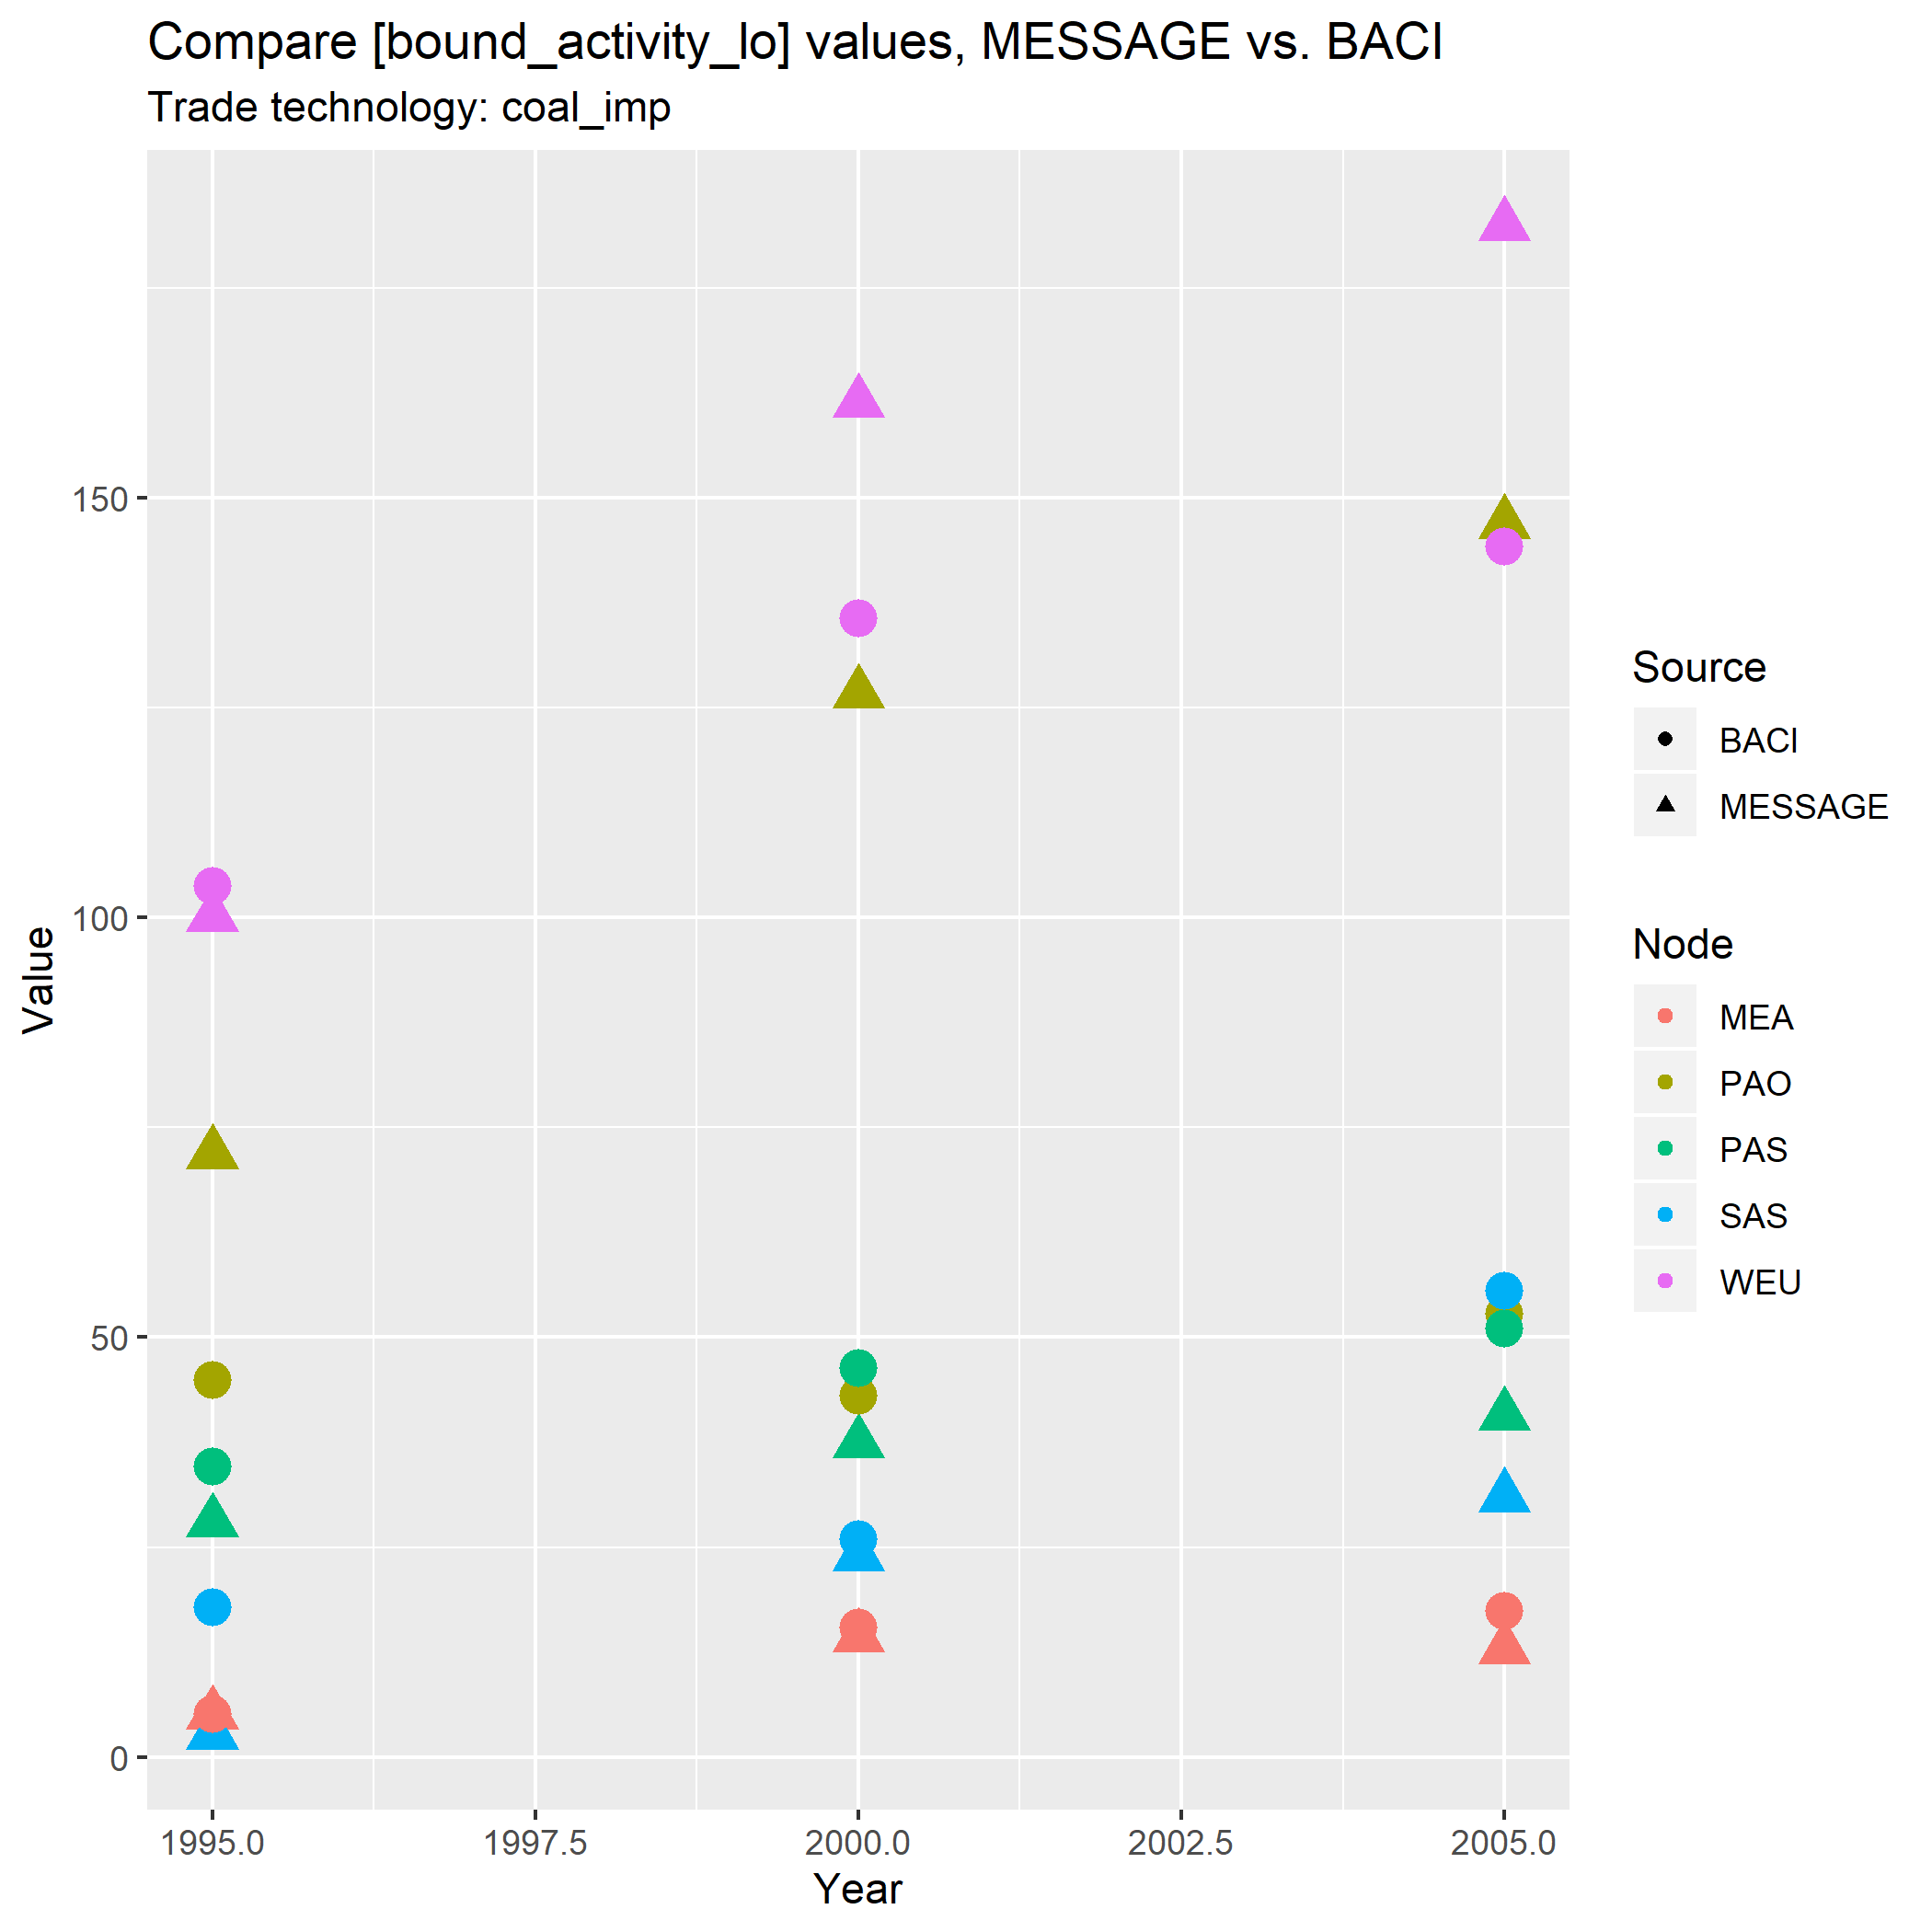 Compare [bound_activity_lo] values, MESSAGE vs. BACI
Trade technology: coal_imp
Value
150
100
50
0
1995.0
1997.5
2000.0
2002.5
2005.0
Year
Source
BACI
MESSAGE
Node
MEA
PAO
PAS
SAS
WEU